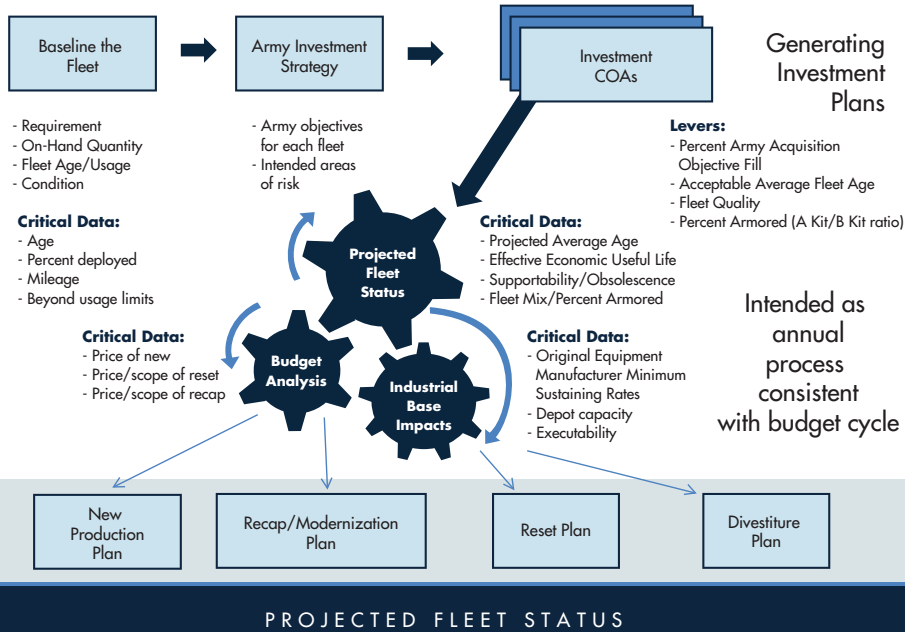 Baseline the
Fleet
Army Investment
Strategy
Investment
COAs
Generating
Investment
Plans
- Requirement
- On-Hand Quantity
- Fleet Age/Usage
- Condition
- Army objectives
for each fleet
- Intended areas
of risk
Levers:
- Percent Army Acquisition
Objective Fill
- Acceptable Average Fleet Age
- Fleet Quality
- Percent Armored (A Kit/B Kit ratio)
Critical Data:
- Age
- Percent deployed
- Mileage
- Beyond usage limits
Projected
Fleet
Status
Critical Data:
- Projected Average Age
- Effective Economic Useful Life
- Supportability/Obsolescence
- Fleet Mix/Percent Armored
Intended as
annual
process
consistent
with budget cycle
Critical Data:
- Price of new
- Price/scope of reset
- Price/scope of recap
Budget
Analysis
Industrial
Base
Impacts
Critical Data:
- Original Equipment
Manufacturer Minimum
Sustaining Rates
- Depot capacity
- Executability
New
Production
Plan
Recap/Modernization
Plan
Reset Plan
Divestiture
Plan
PROJECTED FLEET STATUS